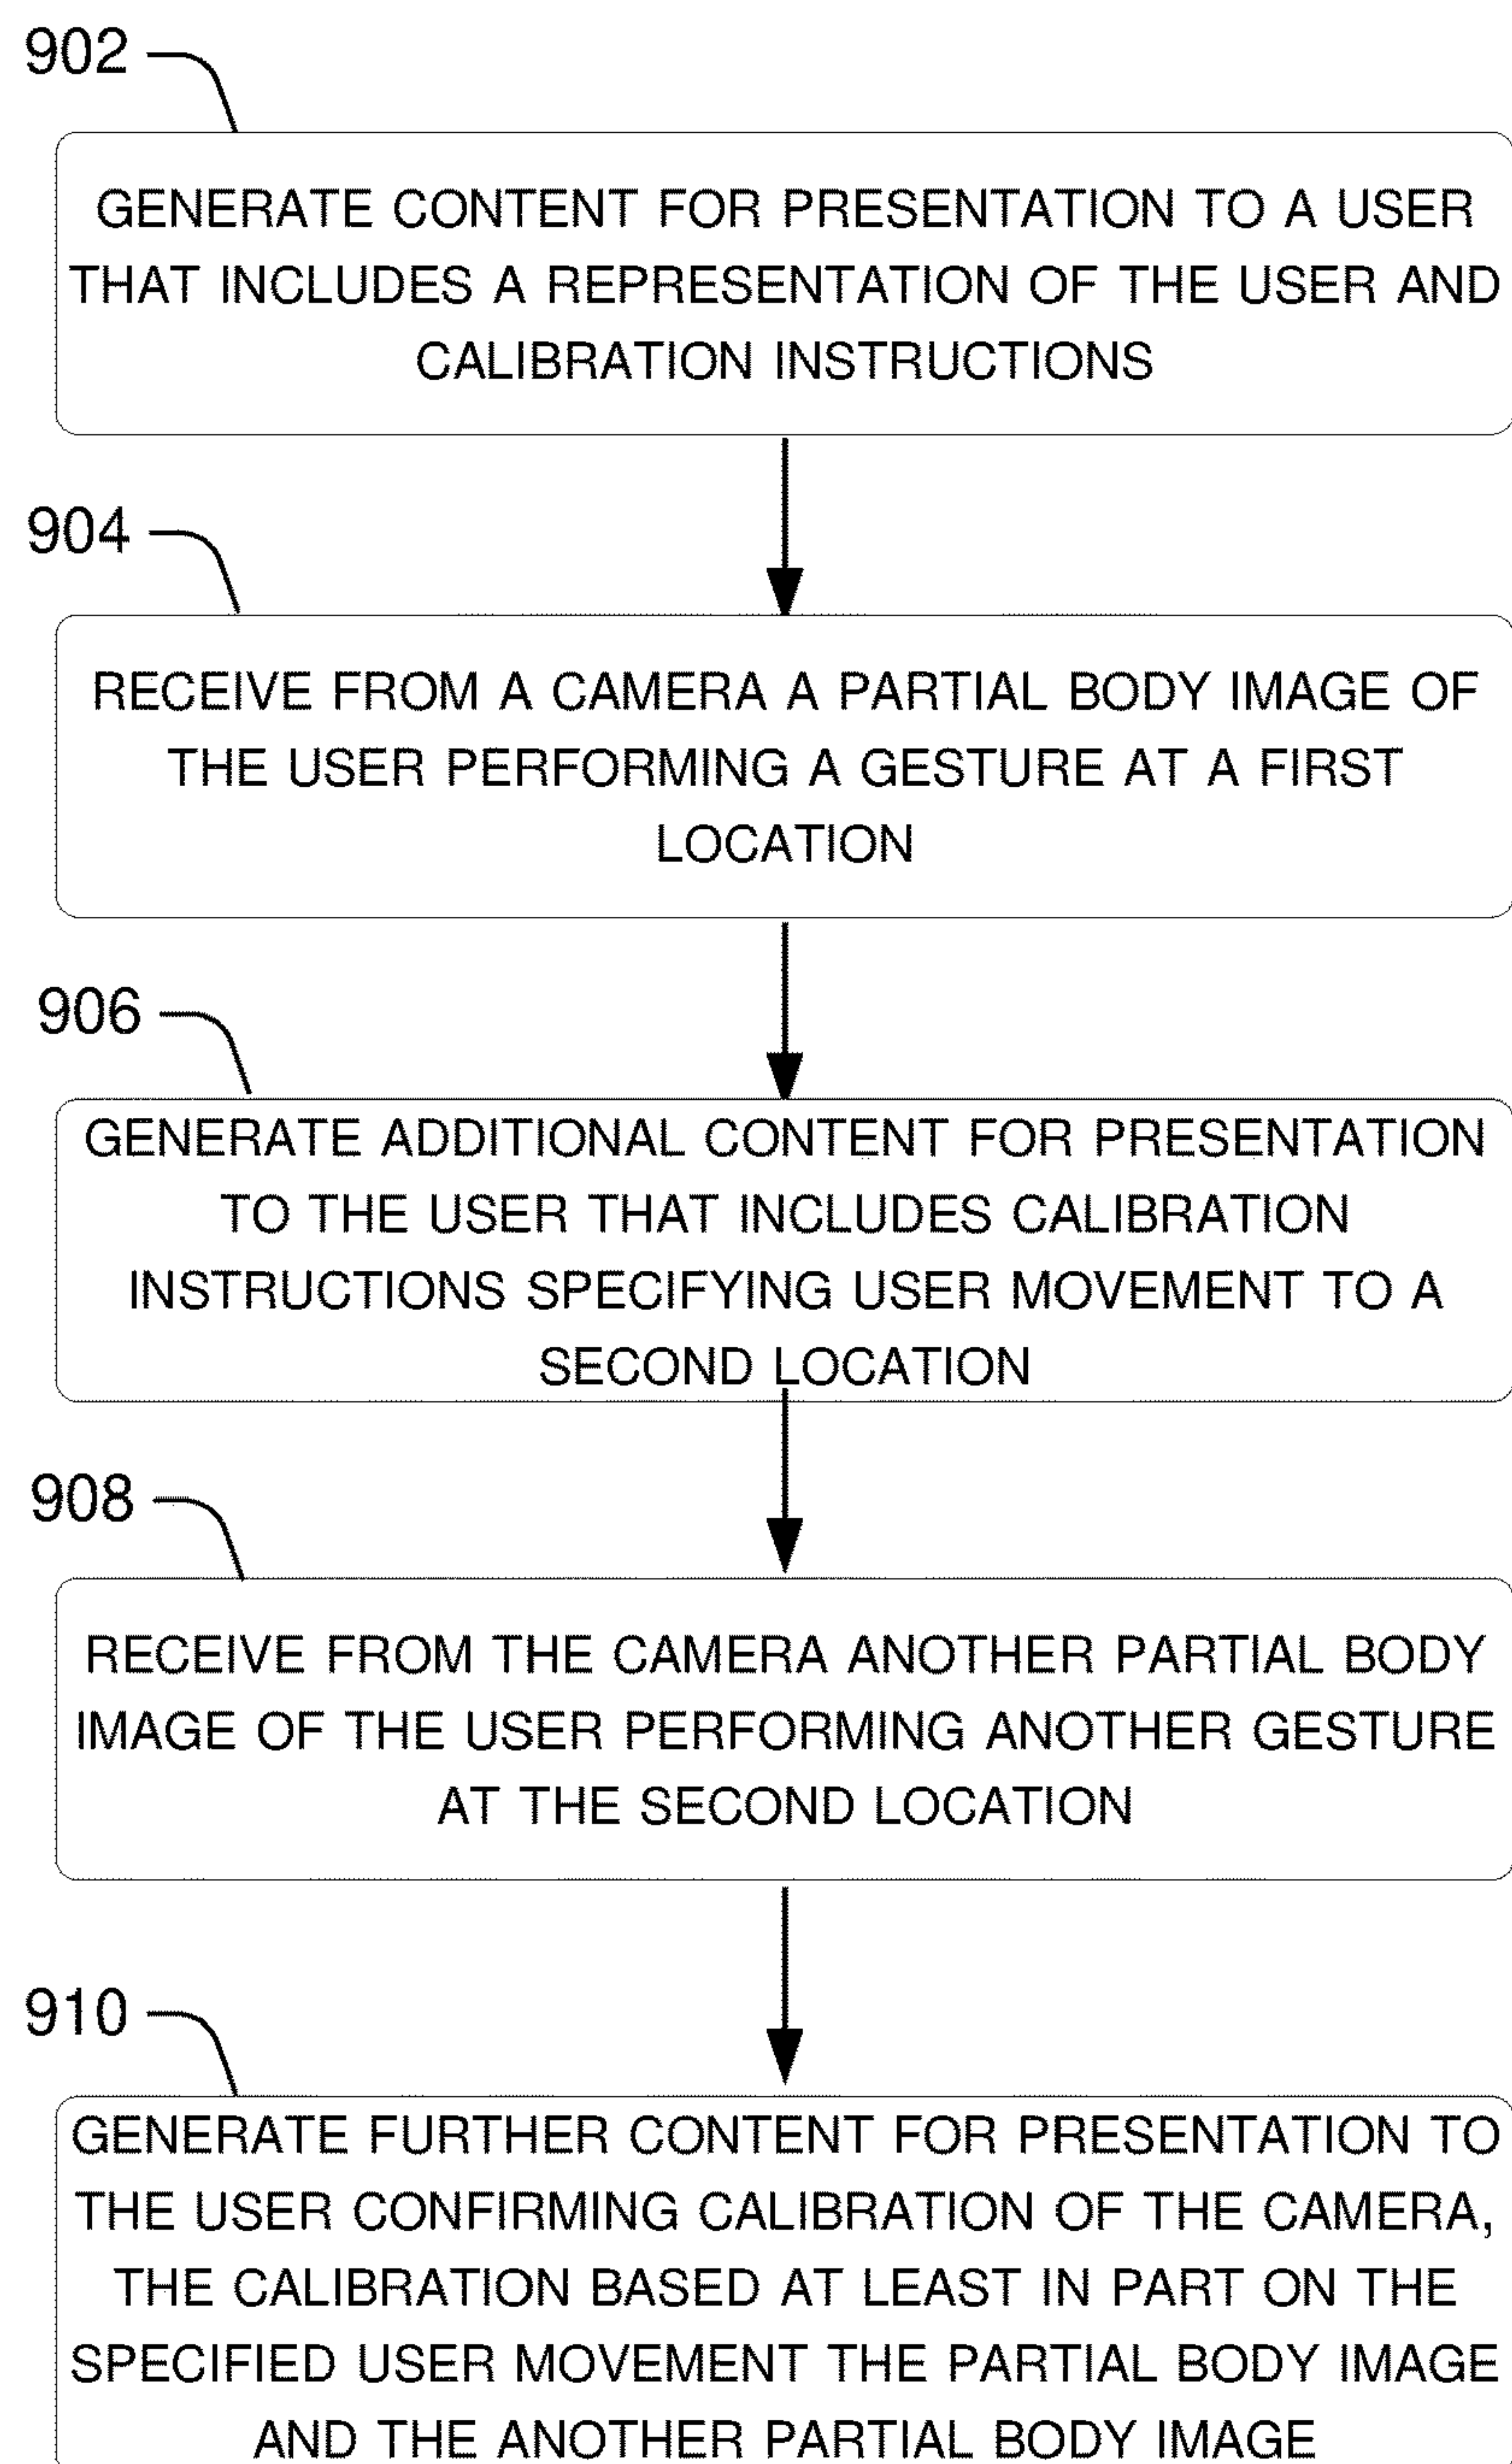 902
GENERATE CONTENT FOR PRESENTATION TO A USER
THAT INCLUDES A REPRESENTATION OF THE USER AND
CALIBRATION INSTRUCTIONS
904
RECEIVE FROM A CAMERA A PARTIAL BODY IMAGE OF
THE USER PERFORMING A GESTURE AT A FIRST
LOCATION
906
GENERATE ADDITIONAL CONTENT FOR PRESENTATION
TO THE USER THAT INCLUDES CALIBRATION
INSTRUCTIONS SPECIFYING USER MOVEMENT TO A
SECOND LOCATION
908
RECEIVE FROM THE CAMERA ANOTHER PARTIAL BODY
IMAGE OF THE USER PERFORMING ANOTHER GESTURE
AT THE SECOND LOCATION
910
GENERATE FURTHER CONTENT FOR PRESENTATION TO
THE USER CONFIRMING CALIBRATION OF THE CAMERA,
THE CALIBRATION BASED AT LEAST IN PART ON THE
SPECIFIED USER MOVEMENT THE PARTIAL BODY IMAGE
AND THE ANOTHER PARTIAL BODY IMAGE